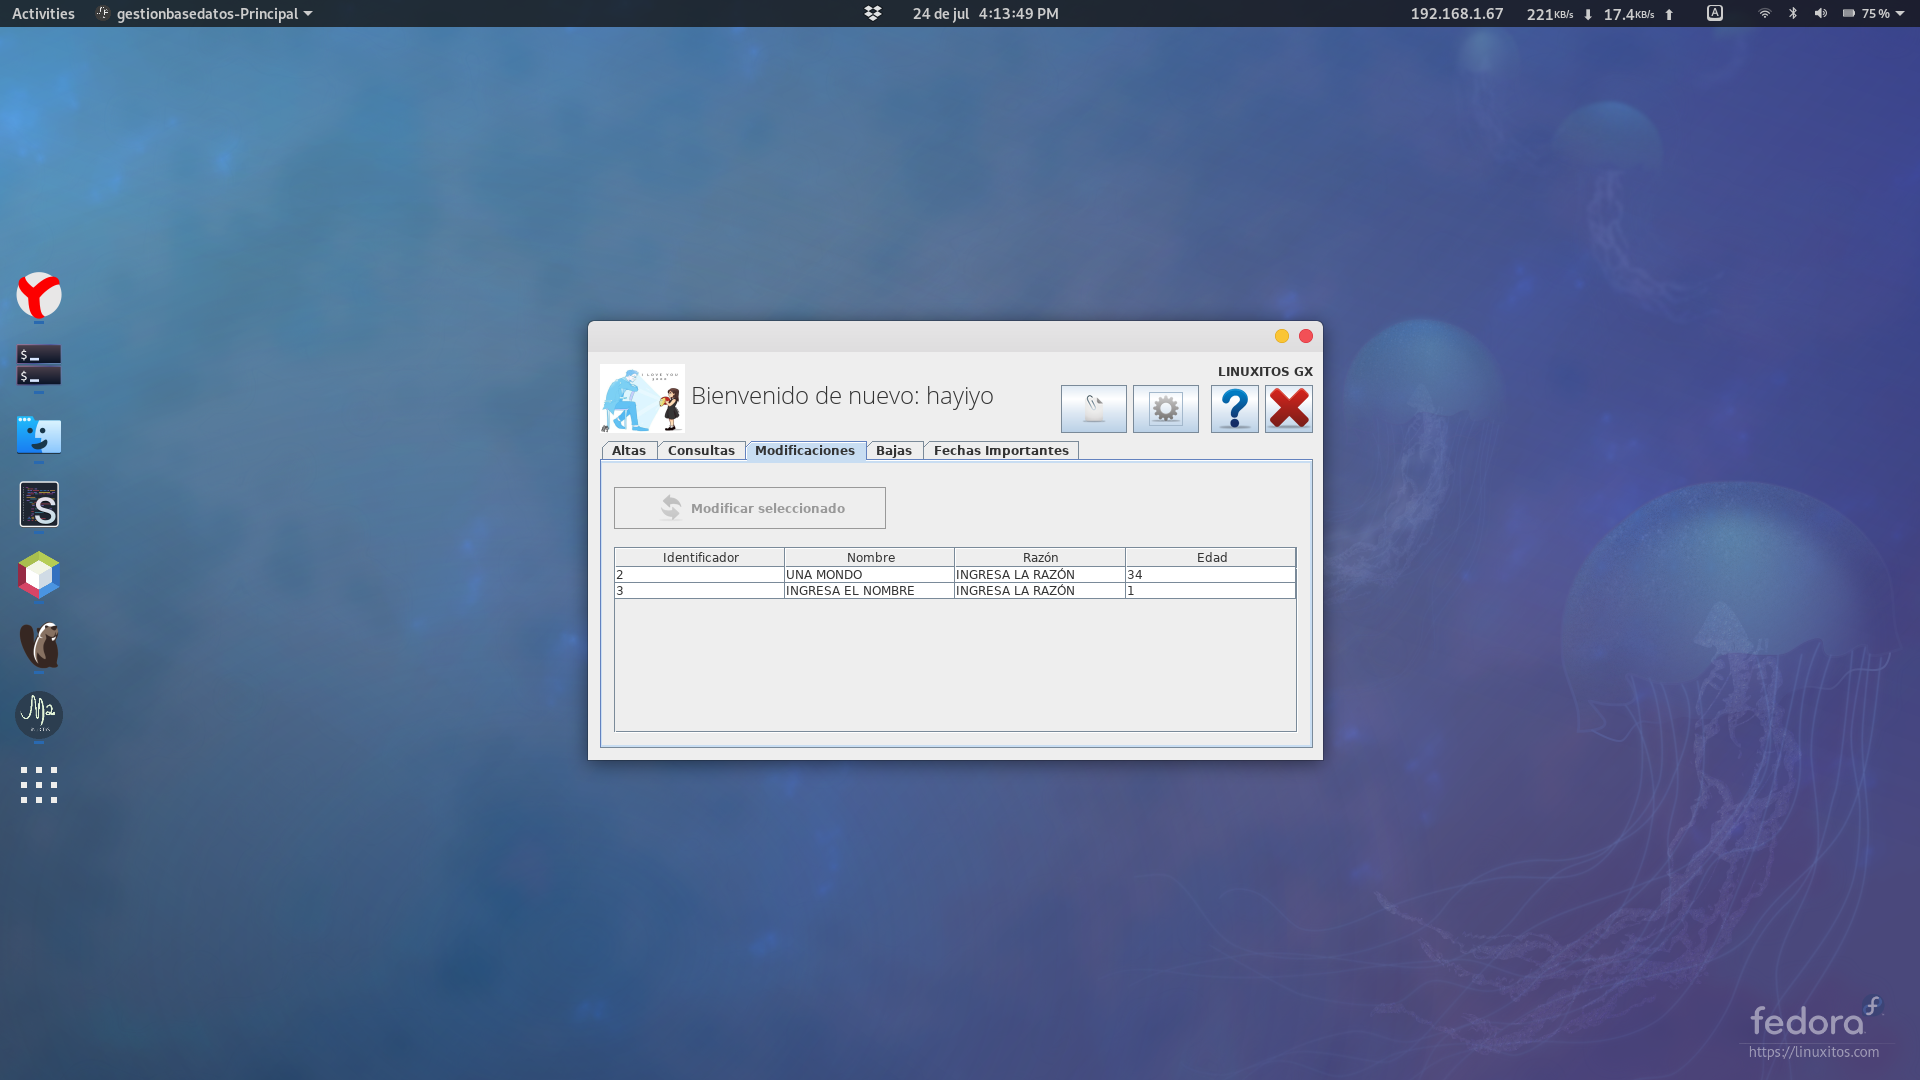 Activities gestionbasedatos-Principal 24 de jul 4:13:49 PM 192.168.1.67 221KB/s 17.4KB/s A 75 %
$
$
S
LINUXITOS GX
I LOVE YOU
Bienvenido de nuevo: hayiyo
?
Altas Consultas Modificaciones Bajas Fechas Importantes
Modificar seleccionado
Identificador Nombre Razón Edad
2 UNA MONDO INGRESA LA RAZÓN 34
3 INGRESA EL NOMBRE INGRESA LA RAZÓN 1
fedora
https://linuxitos.com